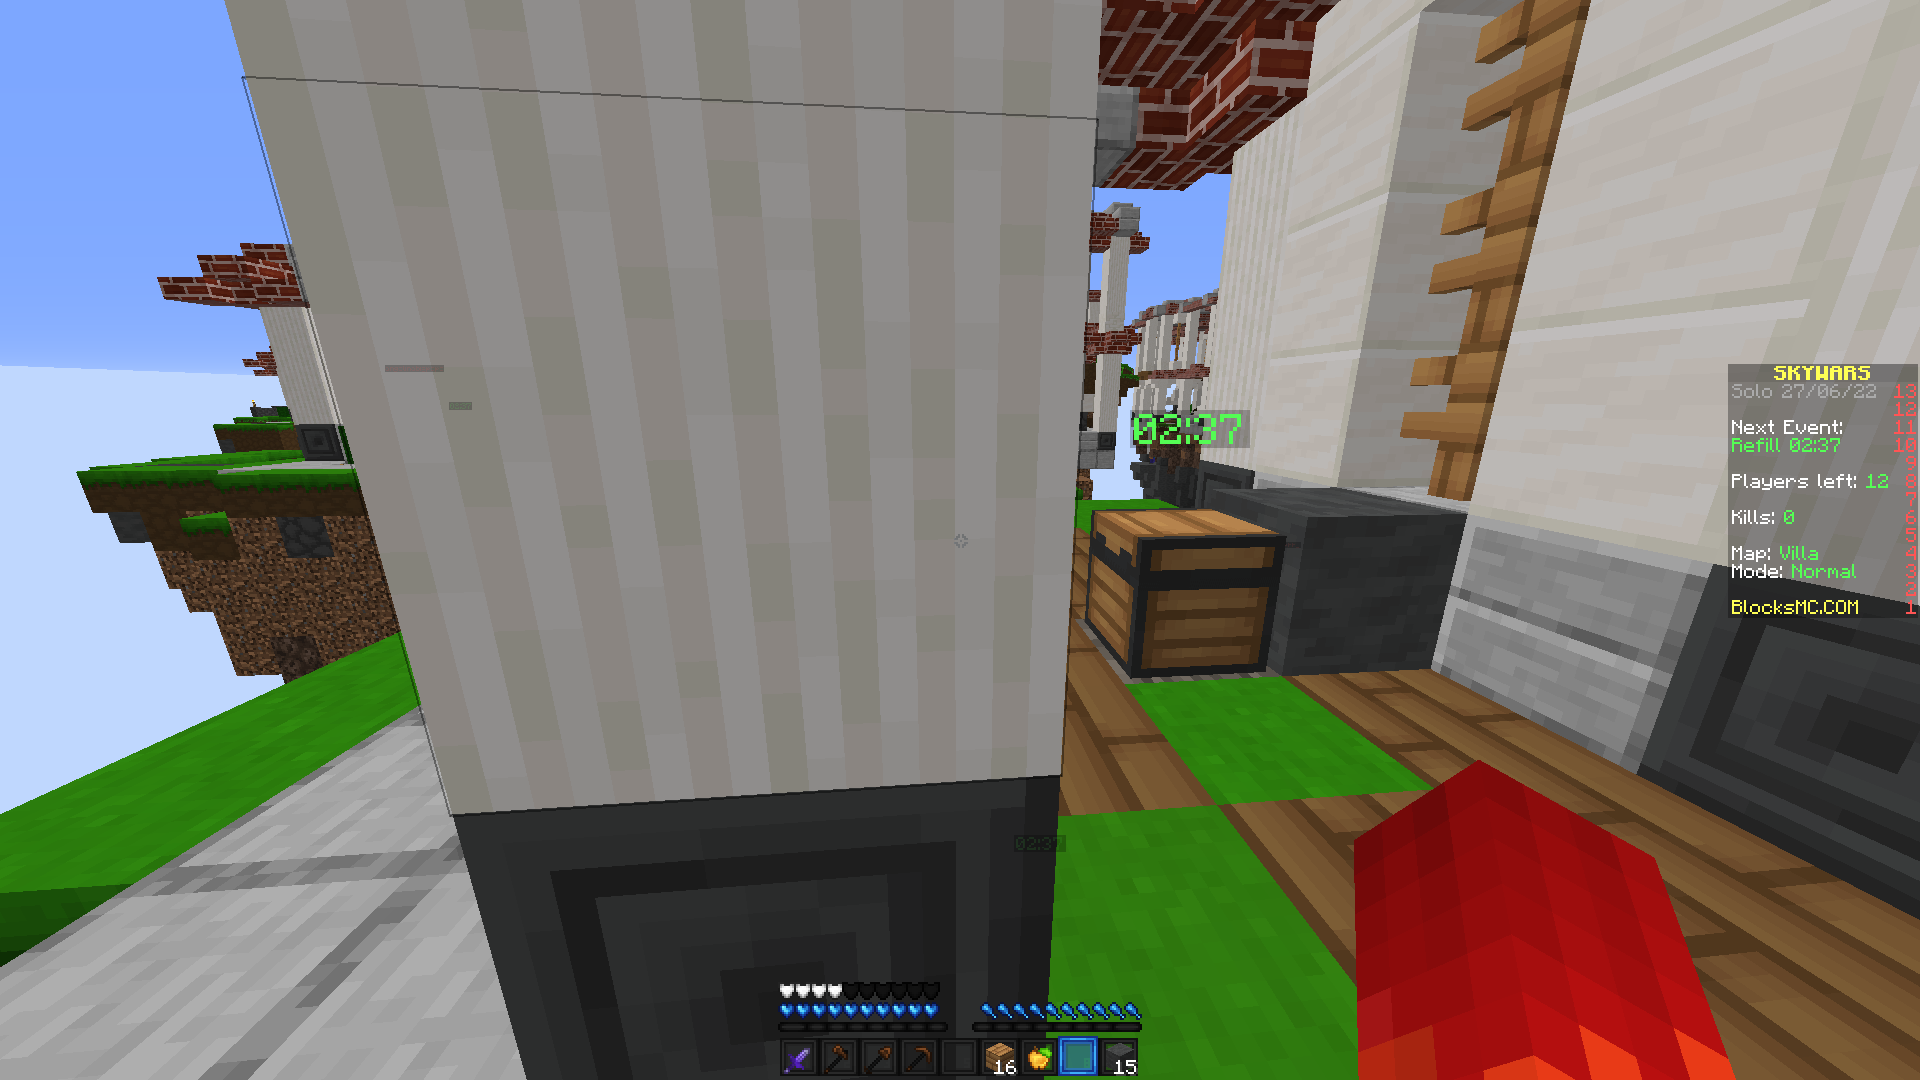 SKYWARS
Solo 27/06/22 13
12
Next Event: 11
Refill 02:37 10
9
Players left: 12 8
7
Kills: 0 6
5
Map: Villa 4
Mode: Normal 3
2
BlocksMC.COM 1
02:37
02:37
16
15